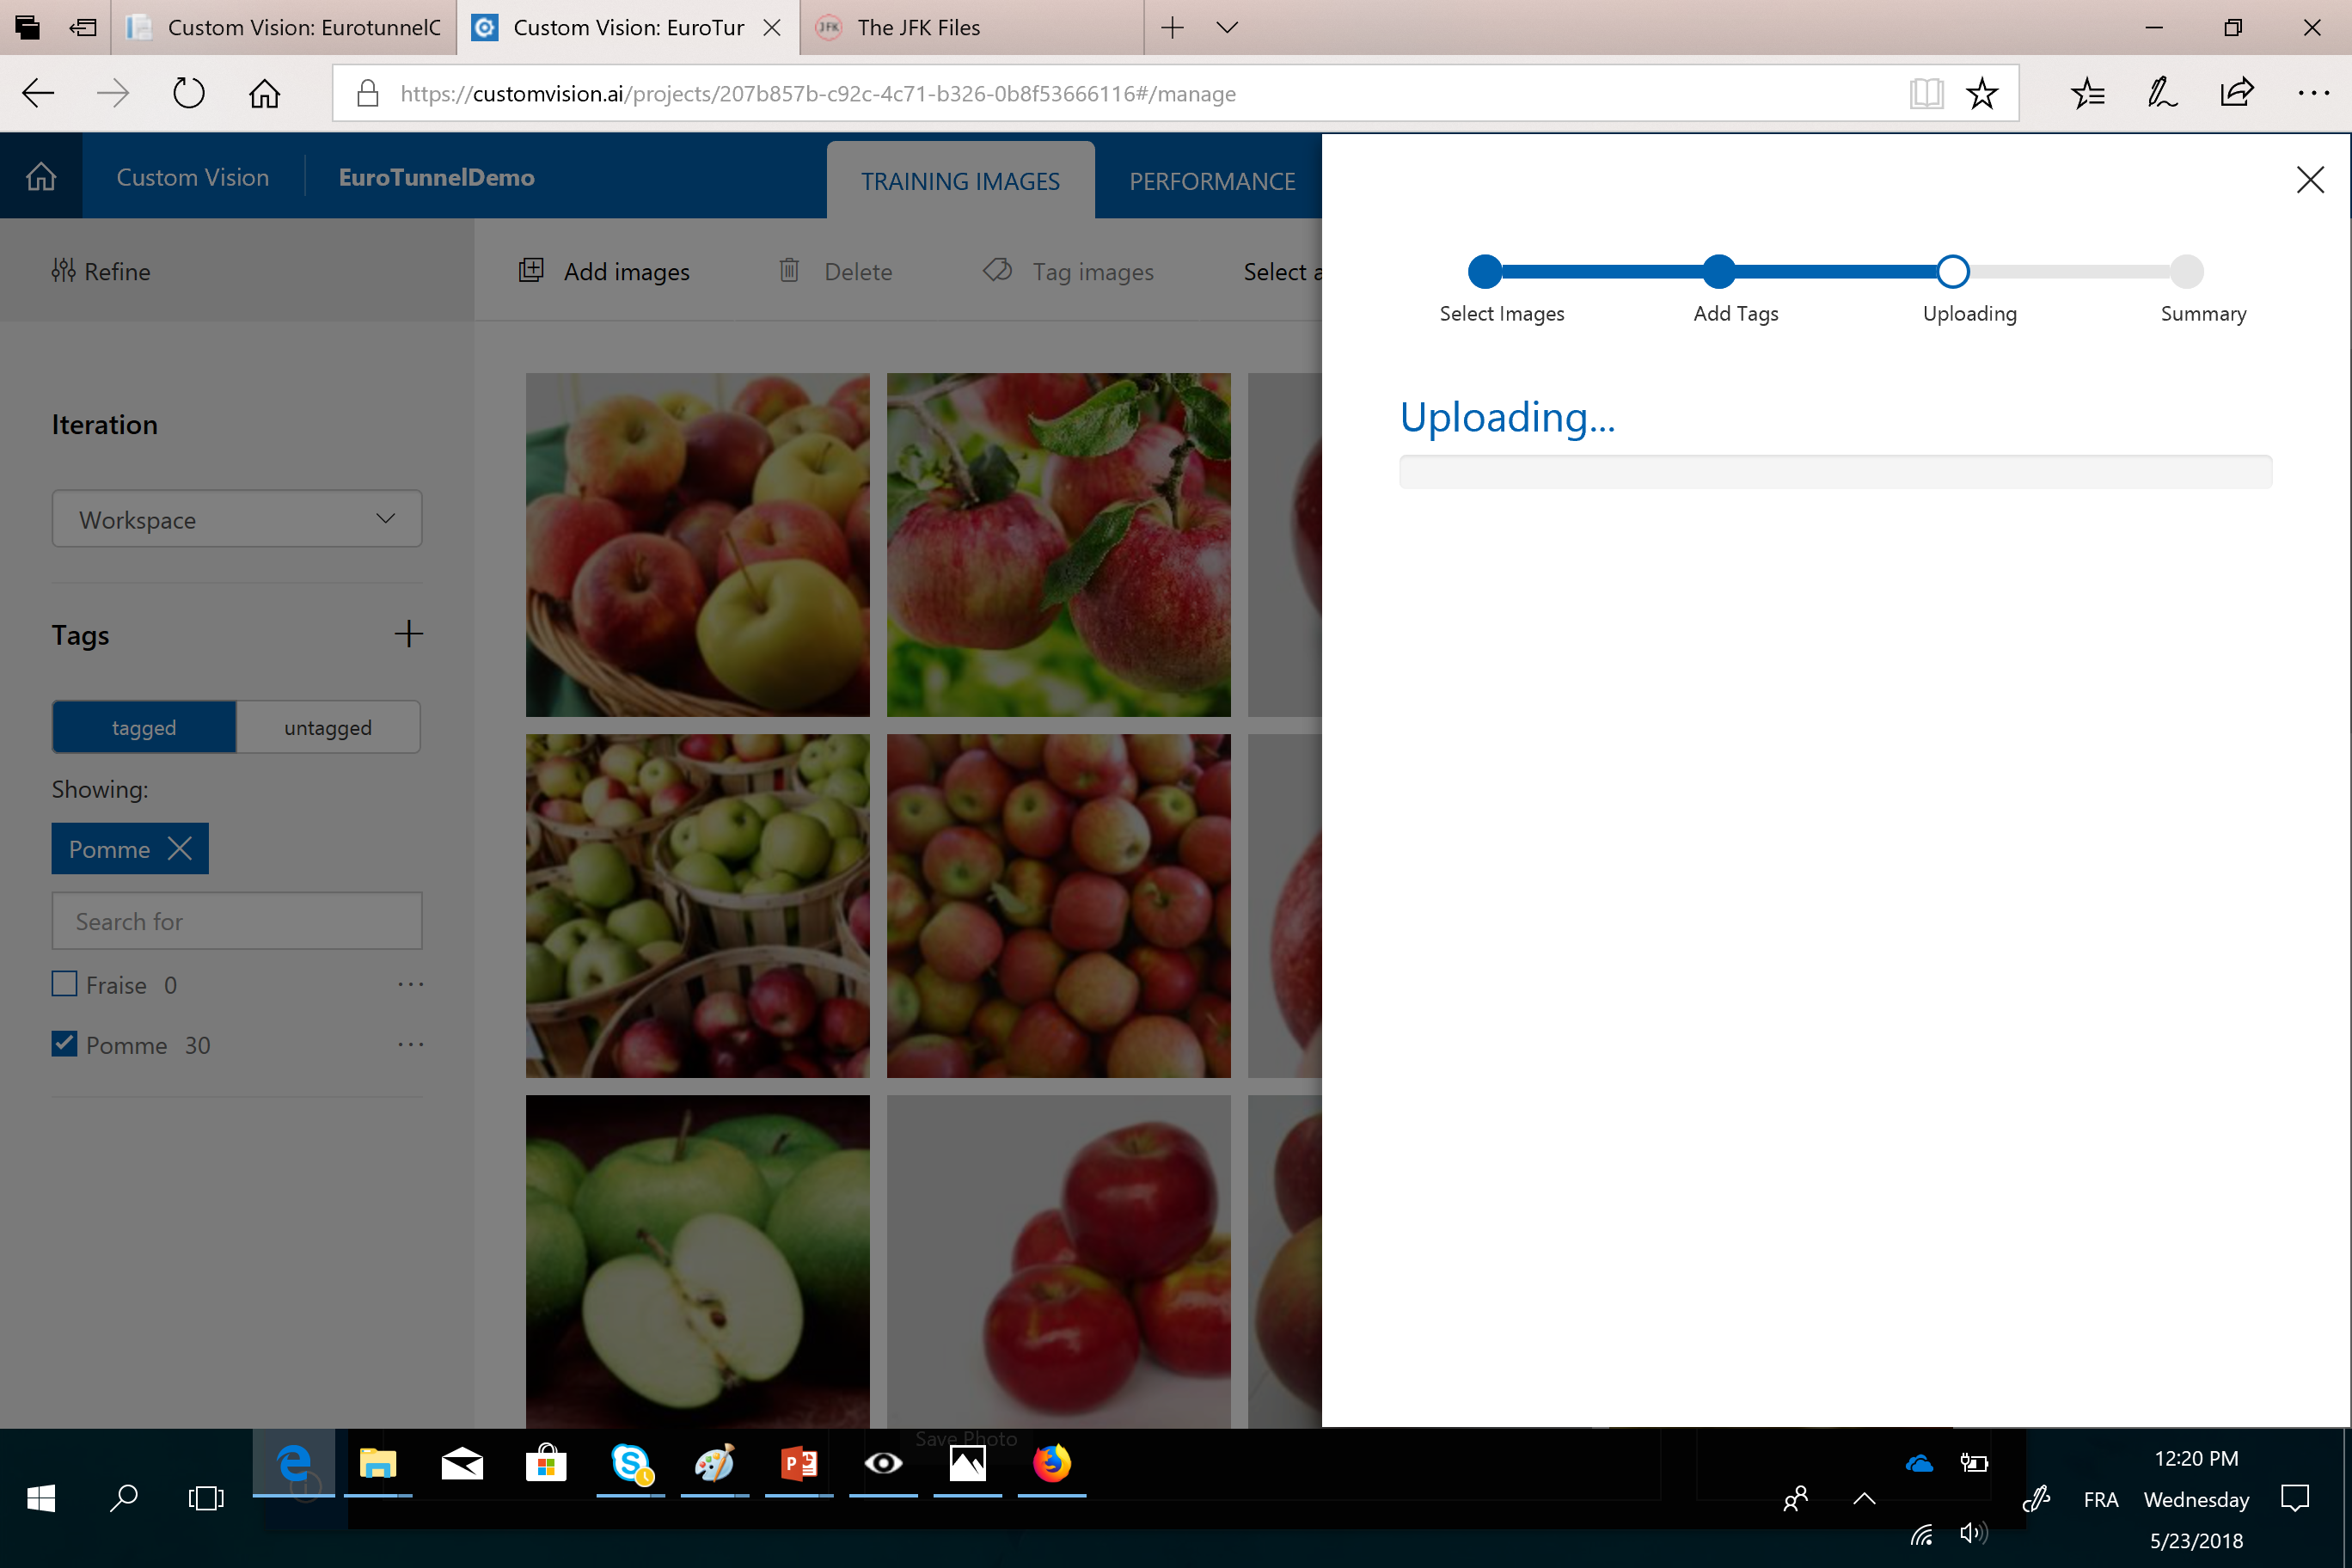 Custom Vision: EurotunnelC
Custom Vision: EuroTur
JFK
The JFK Files
https://customvision.ai/projects/207b857b-c92c-4c71-b326-0b8f53666116#/manage
Custom Vision
EuroTunnelDemo
TRAINING IMAGES
PERFORMANCE
Refine
Add images
Delete
Tag images
Select a
Iteration
Workspace
Tags
tagged
untagged
Showing:
Pomme
Search for
Fraise 0
Pomme 30
Select Images
Add Tags
Uploading
Summary
Uploading...
Save Photo
12:20 PM
FRA
Wednesday
5/23/2018